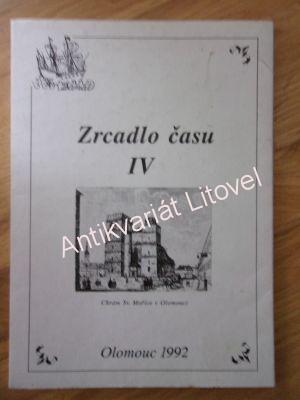 Zrcadlo času
IV
Antikvariát Litovel
Chrám Sv. Mořice v Olomouci
Olomouc 1992